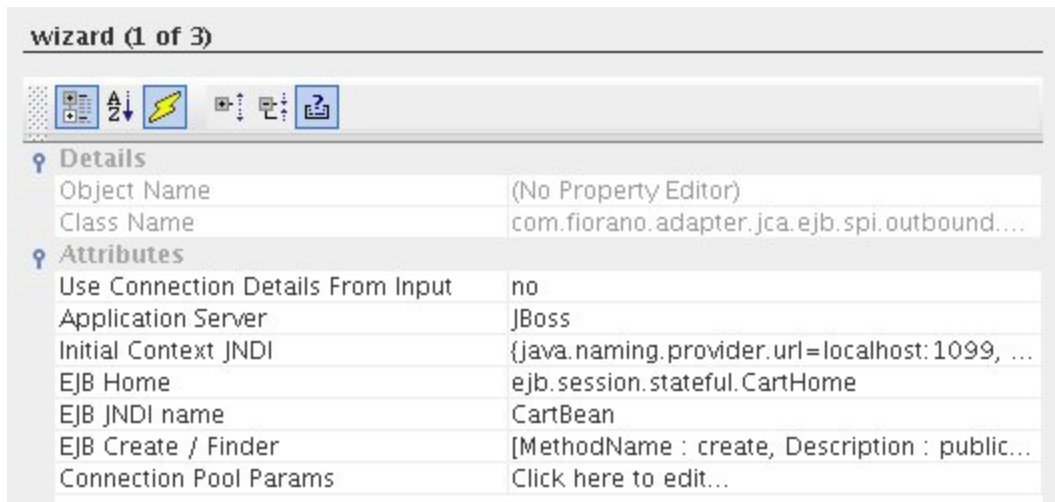 wizard (1 of 3)
Details
Object Name (No Property Editor)
Class Name com.fiorano.adapter.jca.ejb.spi.outbound....
Attributes
Use Connection Details From Input no
Application Server JBoss
Initial Context JNDI {java.naming.provider.url=localhost:1099, ...
EJB Home ejb.session.stateful.CartHome
EJB JNDI name CartBean
EJB Create / Finder [MethodName : create, Description : public...
Connection Pool Params Click here to edit...